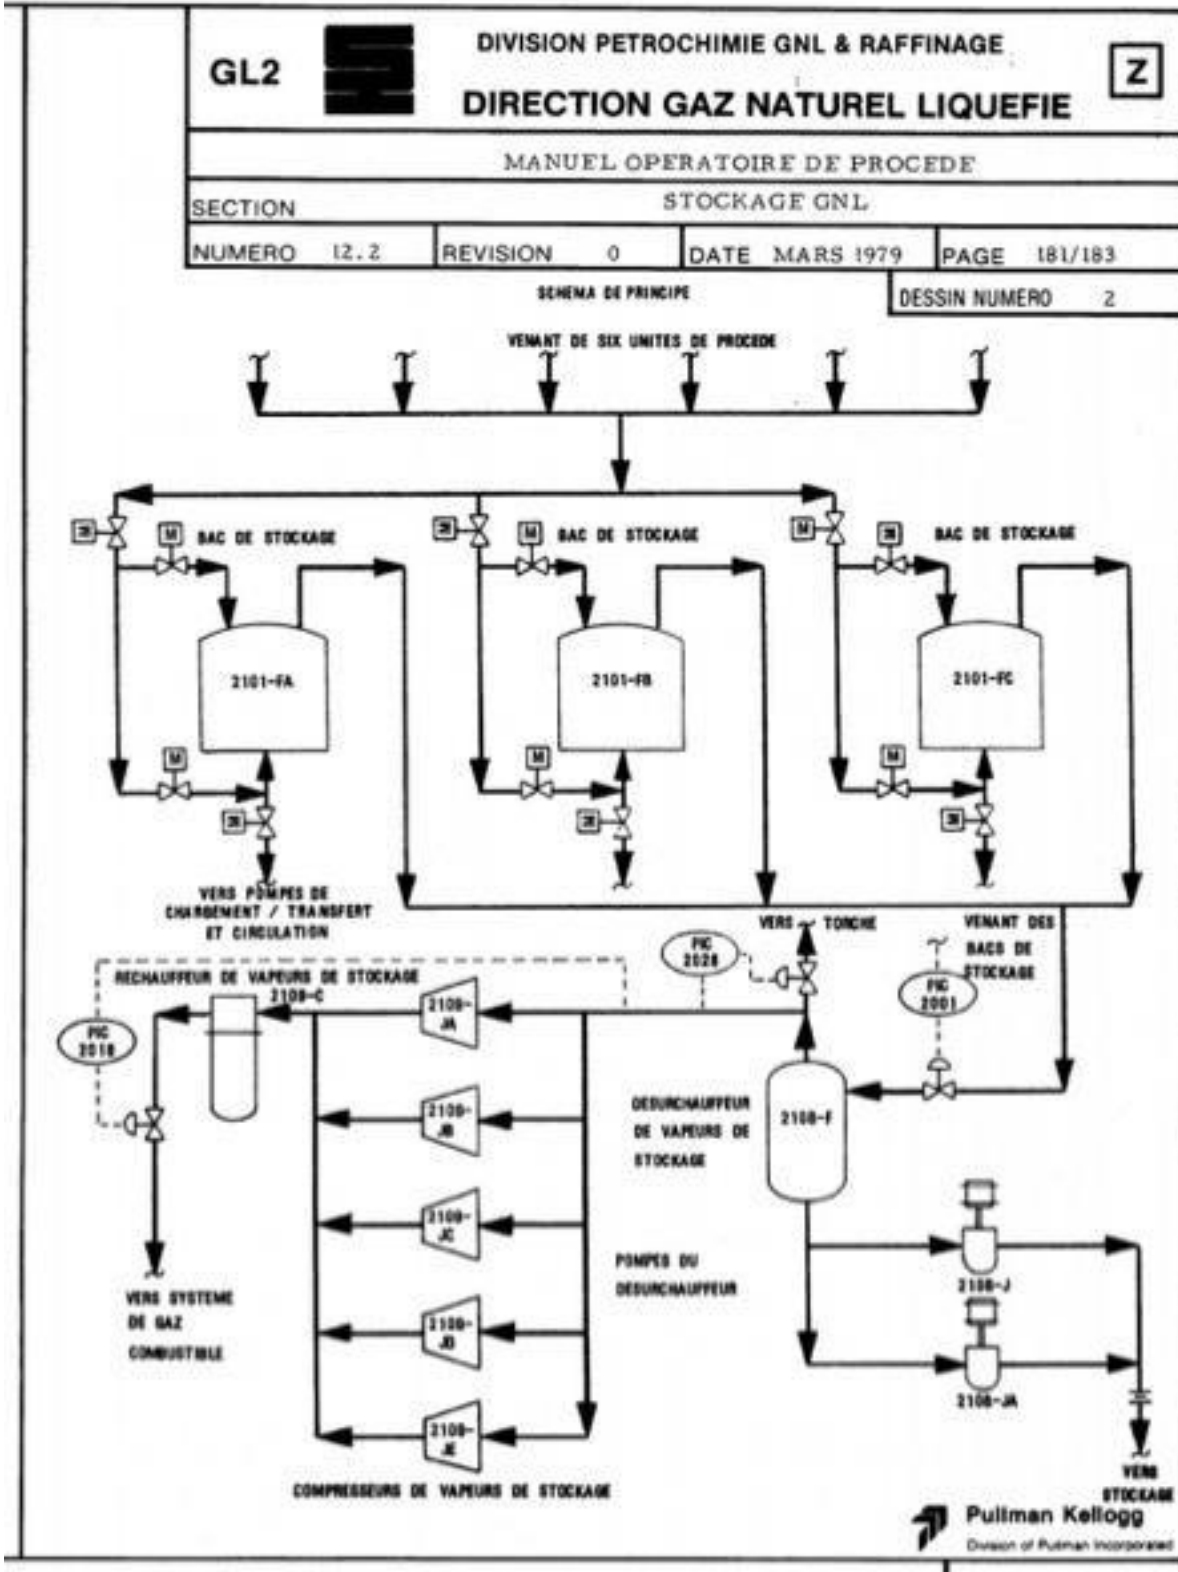 GL2
DIVISION PETROCHIMIE GNL & RAFFINAGE
Z
DIRECTION GAZ NATUREL LIQUEFIE
MANUEL OPERATOIRE DE PROCEDE
SECTION STOCKAGE GNL
NUMERO 12.2 REVISION 0 DATE MARS 1979 PAGE 181/183
SCHEMA DE PRINCIPE
DESSIN NUMERO 2
VENANT DE SIX UNITES DE PROCEDE
M M
M BAC DE STOCKAGE
M BAC DE STOCKAGE
M BAC DE STOCKAGE
2101-FA
2101-FB
2101-FC
M
M
M
VERS POMPES DE
CHARGEMENT / TRANSFERT
ET CIRCULATION
VERS TORCHE
VENANT DES
BACS DE
STOCKAGE
PIC
2028
PIC
2001
RECHAUFFEUR DE VAPEURS DE STOCKAGE
2109-C
PIC
2018
2109-
JA
2109-
JB
2109-
JC
2109-
JD
2109-
JE
DESURCHAUFFEUR
DE VAPEURS DE
STOCKAGE
2108-F
POMPES DU
DESURCHAUFFEUR
2108-J
2108-JA
VERS SYSTEME
DE GAZ
COMBUSTIBLE
COMPRESSEURS DE VAPEURS DE STOCKAGE
VERS
STOCKAGE
Pullman Kellogg
Division of Pullman Incorporated